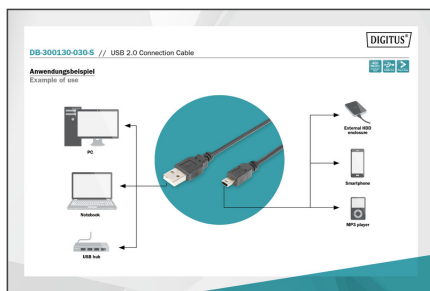 DIGITUS®
DB-300130-030-S // USB 2.0 Connection Cable
Anwendungsbeispiel
Example of use
PC
Notebook
USB hub
External HDD
enclosure
Smartphone
MP3 player